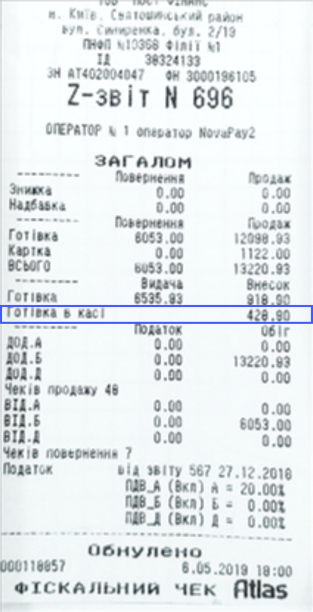 ТОВ "ПОСТ ФІНАНС"
м. Київ, Святошинський район
вул. Симиренка, буд. 2/19
ПНФП №10368 Філії №1
ІД 38324133
ЗН АТ402004047 ФН 3000186105
Z-звіт N 696
ОПЕРАТОР № 1 оператор NovaPay2
ЗАГАЛОМ
---------- Повернення Продаж
Знижка 0.00 0.00
Надбавка 0.00 0.00
---------- Повернення Продаж
Готівка 6053.00 12098.93
Картка 0.00 1122.00
ВСЬОГО 6053.00 13220.93
---------- Видача Внесок
Готівка 6535.93 918.90
Готівка в касі 428.90
---------- Податок Обіг
ДОД.А 0.00 0.00
ДОД.Б 0.00 13220.93
ДОД.Д 0.00 0.00
Чеків продажу 48
ВІД.А 0.00 0.00
ВІД.Б 0.00 6053.00
ВІД.Д 0.00 0.00
Чеків повернення 7
Податок від звіту 567 27.12.2018
ПДВ_А (Вкл) А = 20.00%
ПДВ_Б (Вкл) Б = 0.00%
ПДВ_Д (Вкл) Д = 0.00%
Обнулено
000118857 6.05.2019 18:00
ФІСКАЛЬНИЙ ЧЕК Atlas